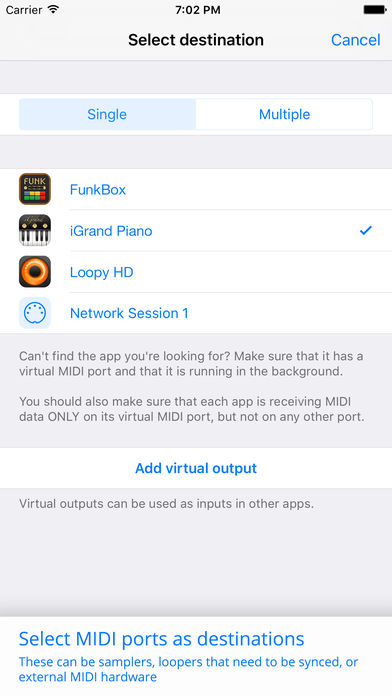 Carrier 7:02 PM
Select destination Cancel
Single Multiple
FUNK
FunkBox
iGrand
iGrand Piano
Loopy HD
Network Session 1
Can't find the app you're looking for? Make sure that it has a
virtual MIDI port and that it is running in the background.
You should also make sure that each app is receiving MIDI
data ONLY on its virtual MIDI port, but not on any other port.
Add virtual output
Virtual outputs can be used as inputs in other apps.
Select MIDI ports as destinations
These can be samplers, loopers that need to be synced, or
external MIDI hardware